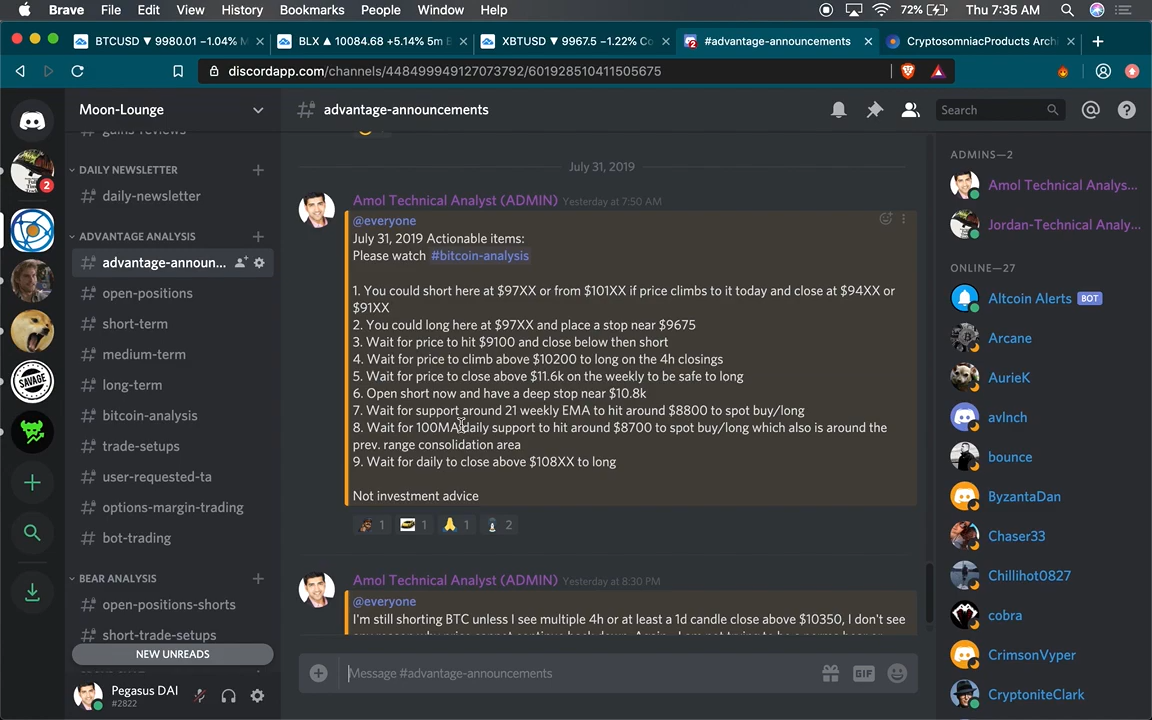 Brave File Edit View History Bookmarks People Window Help 72% Thu 7:35 AM
BTCUSD ▼ 9980.01 −1.04% BLX ▲ 10084.68 +5.14% 5m XBTUSD ▼ 9967.5 −1.22% #advantage-announcements CryptosomniacProducts
discordapp.com/channels/448499949127073792/601928510411505675
Moon-Lounge
# advantage-announcements
Search
gains-reviews
DAILY NEWSLETTER
daily-newsletter
ADVANTAGE ANALYSIS
advantage-announ...
open-positions
short-term
medium-term
long-term
bitcoin-analysis
trade-setups
user-requested-ta
options-margin-trading
bot-trading
BEAR ANALYSIS
open-positions-shorts
short-trade-setups
NEW UNREADS
Pegasus DAI
#2822
2
July 31, 2019
Amol Technical Analyst (ADMIN) Yesterday at 7:50 AM
@everyone
July 31, 2019 Actionable items:
Please watch #bitcoin-analysis
1. You could short here at $97XX or from $101XX if price climbs to it today and close at $94XX or
$91XX
2. You could long here at $97XX and place a stop near $9675
3. Wait for price to hit $9100 and close below then short
4. Wait for price to climb above $10200 to long on the 4h closings
5. Wait for price to close above $11.6k on the weekly to be safe to long
6. Open short now and have a deep stop near $10.8k
7. Wait for support around 21 weekly EMA to hit around $8800 to spot buy/long
8. Wait for 100MA daily support to hit around $8700 to spot buy/long which also is around the
prev. range consolidation area
9. Wait for daily to close above $108XX to long
Not investment advice
1 1 1 2
Amol Technical Analyst (ADMIN) Yesterday at 8:30 PM
@everyone
I'm still shorting BTC unless I see multiple 4h or at least a 1d candle close above $10350, I don't see
Message #advantage-announcements
GIF
ADMINS—2
Amol Technical Analys...
Jordan-Technical Analy...
ONLINE—27
Altcoin Alerts BOT
Arcane
AurieK
avlnch
bounce
ByzantaDan
Chaser33
Chillihot0827
cobra
CrimsonVyper
CryptoniteClark
SAVAGE